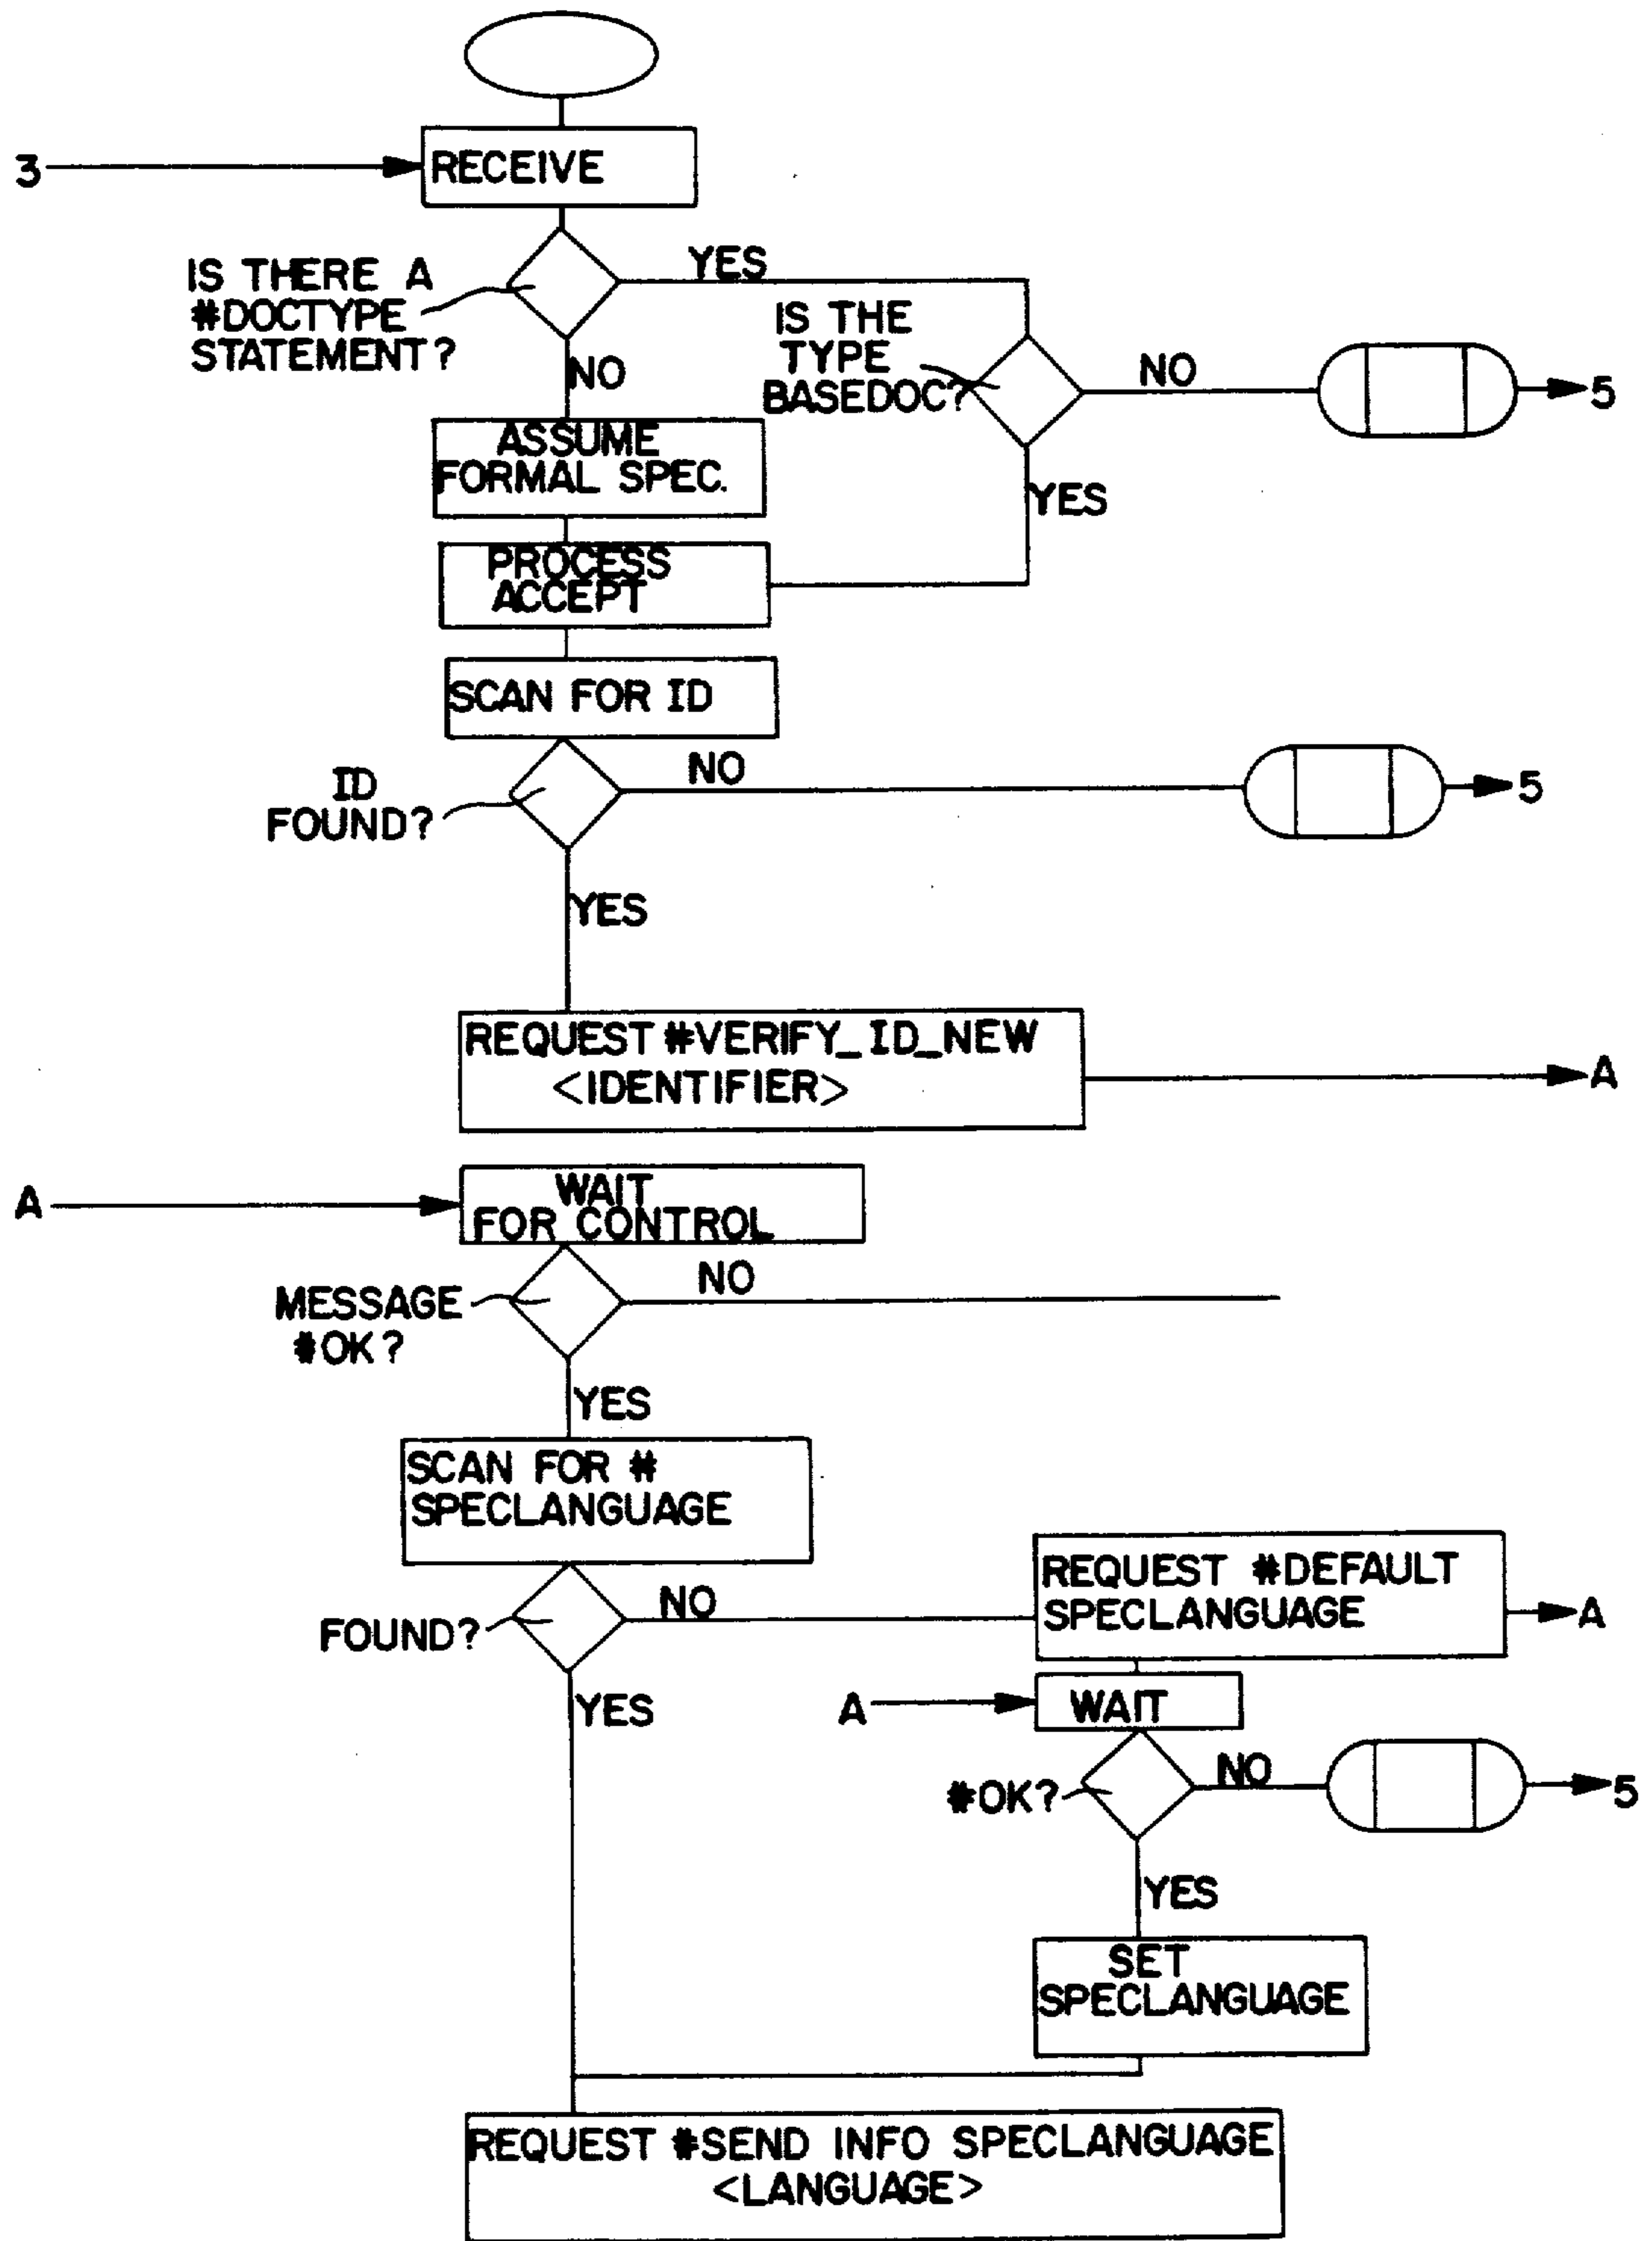 3
RECEIVE
IS THERE A
#DOCTYPE
STATEMENT?
YES
NO
IS THE
TYPE
BASEDOC?
NO
5
YES
ASSUME
FORMAL SPEC.
PROCESS
ACCEPT
SCAN FOR ID
ID
FOUND?
NO
5
YES
REQUEST #VERIFY_ID_NEW
<IDENTIFIER>
A
A
WAIT
FOR CONTROL
MESSAGE
#OK?
NO
YES
SCAN FOR #
SPECLANGUAGE
FOUND?
NO
REQUEST #DEFAULT
SPECLANGUAGE
A
YES
A
WAIT
#OK?
NO
5
YES
SET
SPECLANGUAGE
REQUEST #SEND INFO SPECLANGUAGE
<LANGUAGE>